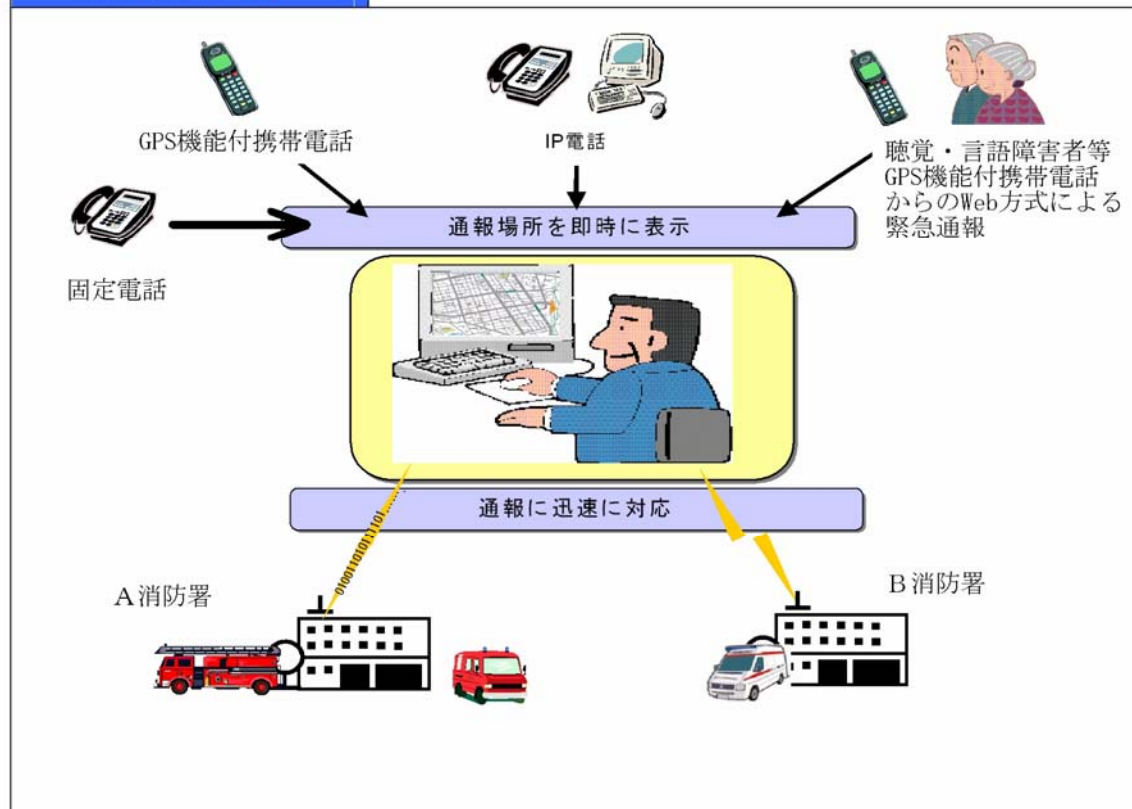 GPS機能付携帯電話
IP電話
聴覚・言語障害者等
GPS機能付携帯電話
からのWeb方式による
緊急通報
固定電話
通報場所を即時に表示
通報に迅速に対応
010011010111101......
A消防署
B消防署